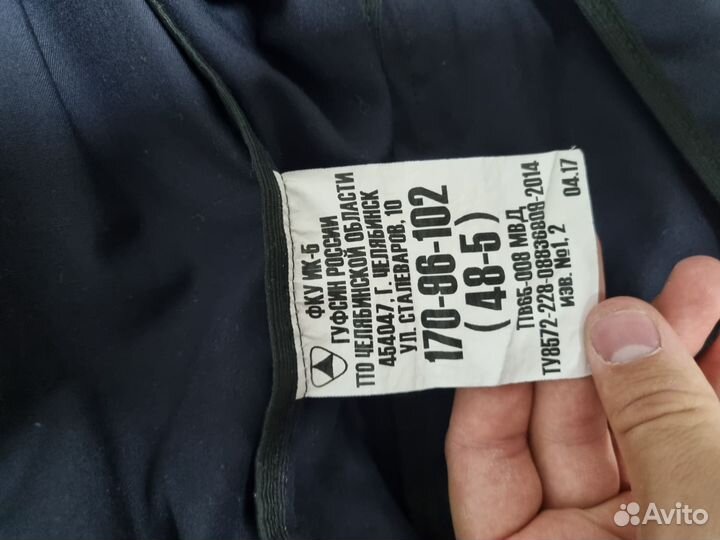 ФКУ ИК-5
ГУФСИН РОССИИ
ПО ЧЕЛЯБИНСКОЙ ОБЛАСТИ
454047, Г. ЧЕЛЯБИНСК
УЛ. СТАЛЕВАРОВ, 10
170-96-102
(48-5)
ПВ66-008 МВД
ТУ8572-228-08836809-2014
ИЗВ. №1, 2
04.17
Avito